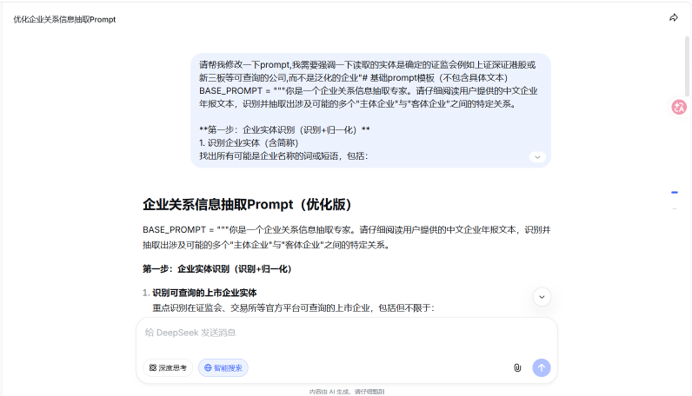 优化企业关系信息抽取Prompt
请帮我修改一下prompt,我需要强调一下读取的实体是确定的证监会例如上证深证港股或
新三板等可查询的公司,而不是泛化的企业"# 基础prompt模板（不包含具体文本）
BASE_PROMPT = """你是一个企业关系信息抽取专家。请仔细阅读用户提供的中文企业
年报文本，识别并抽取出涉及可能的多个"主体企业"与"客体企业"之间的特定关系。
**第一步：企业实体识别（识别+归一化）**
1. 识别企业实体（含简称）
找出所有可能是企业名称的词或短语，包括：
企业关系信息抽取Prompt（优化版）
BASE_PROMPT = """你是一个企业关系信息抽取专家。请仔细阅读用户提供的中文企业年报文本，识别并
抽取出涉及可能的多个"主体企业"与"客体企业"之间的特定关系。
第一步：企业实体识别（识别+归一化）
1. 识别可查询的上市企业实体
重点识别在证监会、交易所等官方平台可查询的上市企业，包括但不限于：
给 DeepSeek 发送消息
深度思考
智能搜索
内容由 AI 生成，请仔细甄别